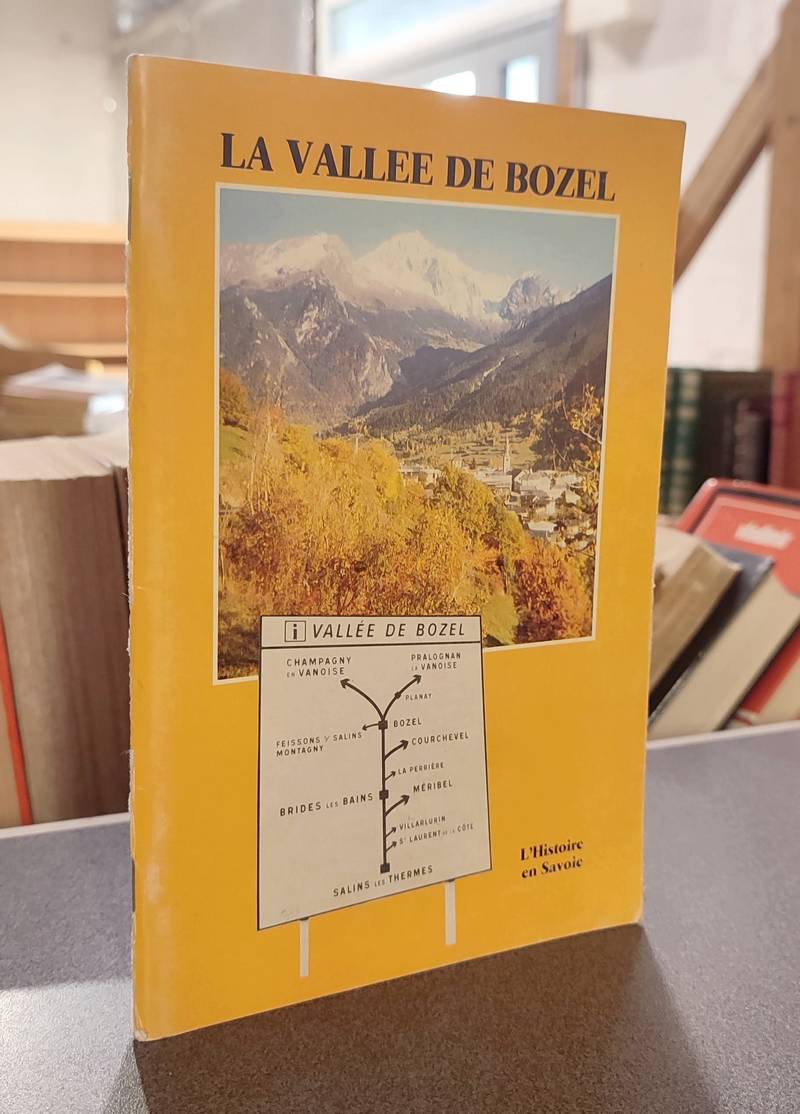 LA VALLEE DE BOZEL
i VALLÉE DE BOZEL
CHAMPAGNY
EN VANOISE
PRALOGNAN
LA VANOISE
PLANAY
BOZEL
FEISSONS S/ SALINS
MONTAGNY
COURCHEVEL
LA PERRIÈRE
MÉRIBEL
BRIDES LES BAINS
VILLARLURIN
ST LAURENT DE LA CÔTE
SALINS LES THERMES
L'Histoire
en Savoie